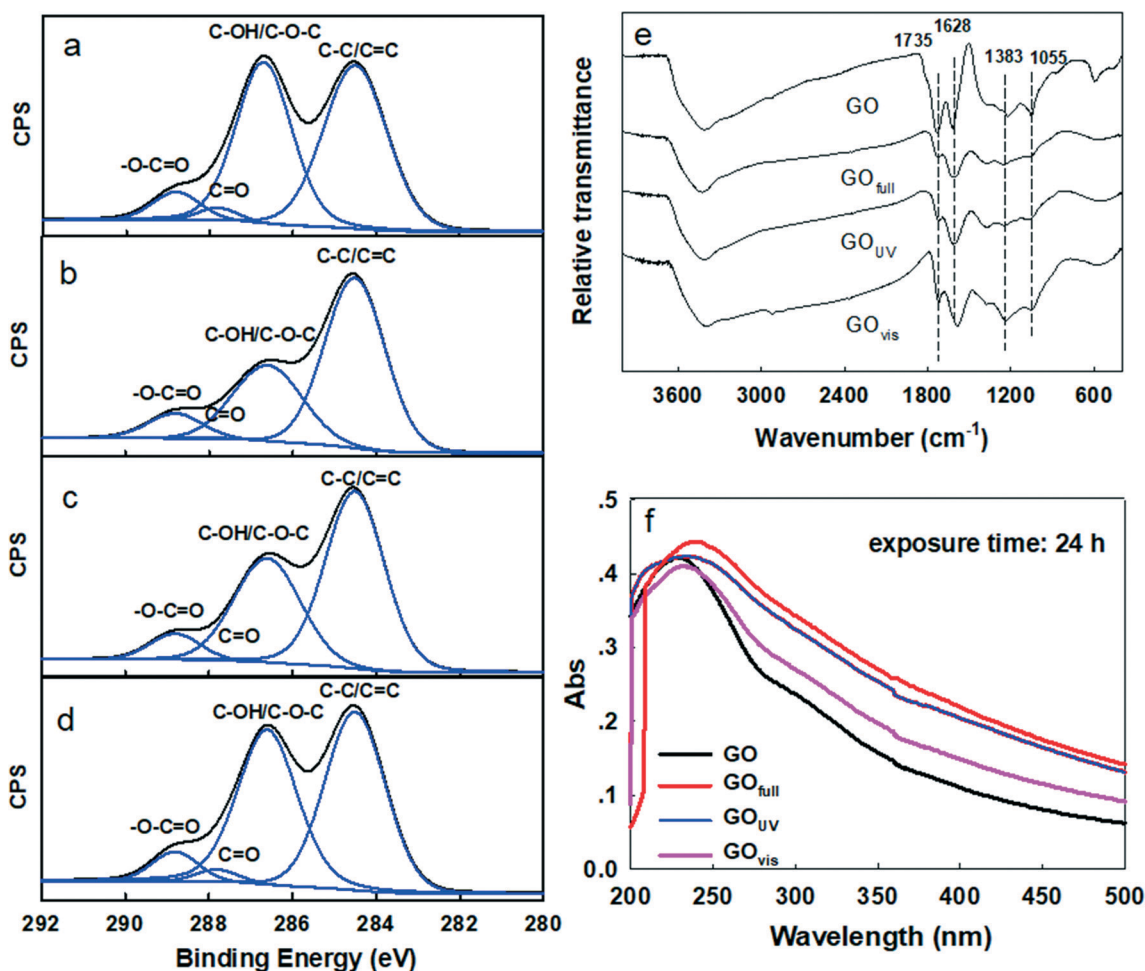 a
C-OH/C-O-C
C-C/C=C
-O-C=O
C=O
CPS
b
C-C/C=C
C-OH/C-O-C
-O-C=O
C=O
CPS
c
C-C/C=C
C-OH/C-O-C
-O-C=O
C=O
CPS
d
C-C/C=C
C-OH/C-O-C
-O-C=O
C=O
CPS
292 290 288 286 284 282 280
Binding Energy (eV)
e
1628
1735 1383 1055
GO
GOfull
GOUV
GOvis
Relative transmittance
3600 3000 2400 1800 1200 600
Wavenumber (cm-1)
f
exposure time: 24 h
.5
.4
.3
.2
.1
0.0
Abs
GO
GOfull
GOUV
GOvis
200 250 300 350 400 450 500
Wavelength (nm)